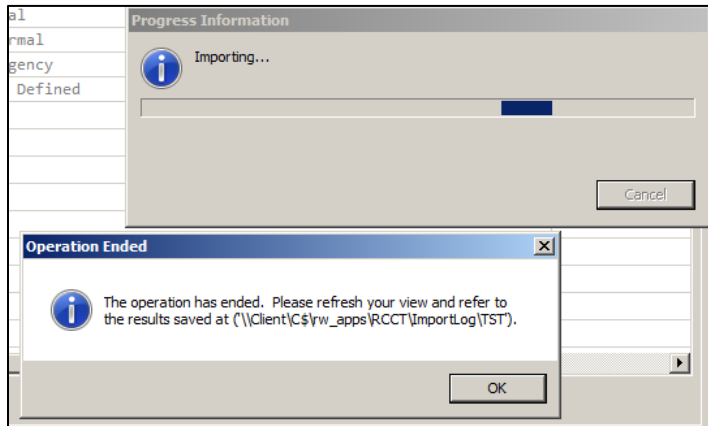 al
Progress Information
rmal
Importing...
gency
Defined
Cancel
Operation Ended
The operation has ended.  Please refresh your view and refer to
the results saved at ('\\Client\C$\rw_apps\RCCT\ImportLog\TST').
OK